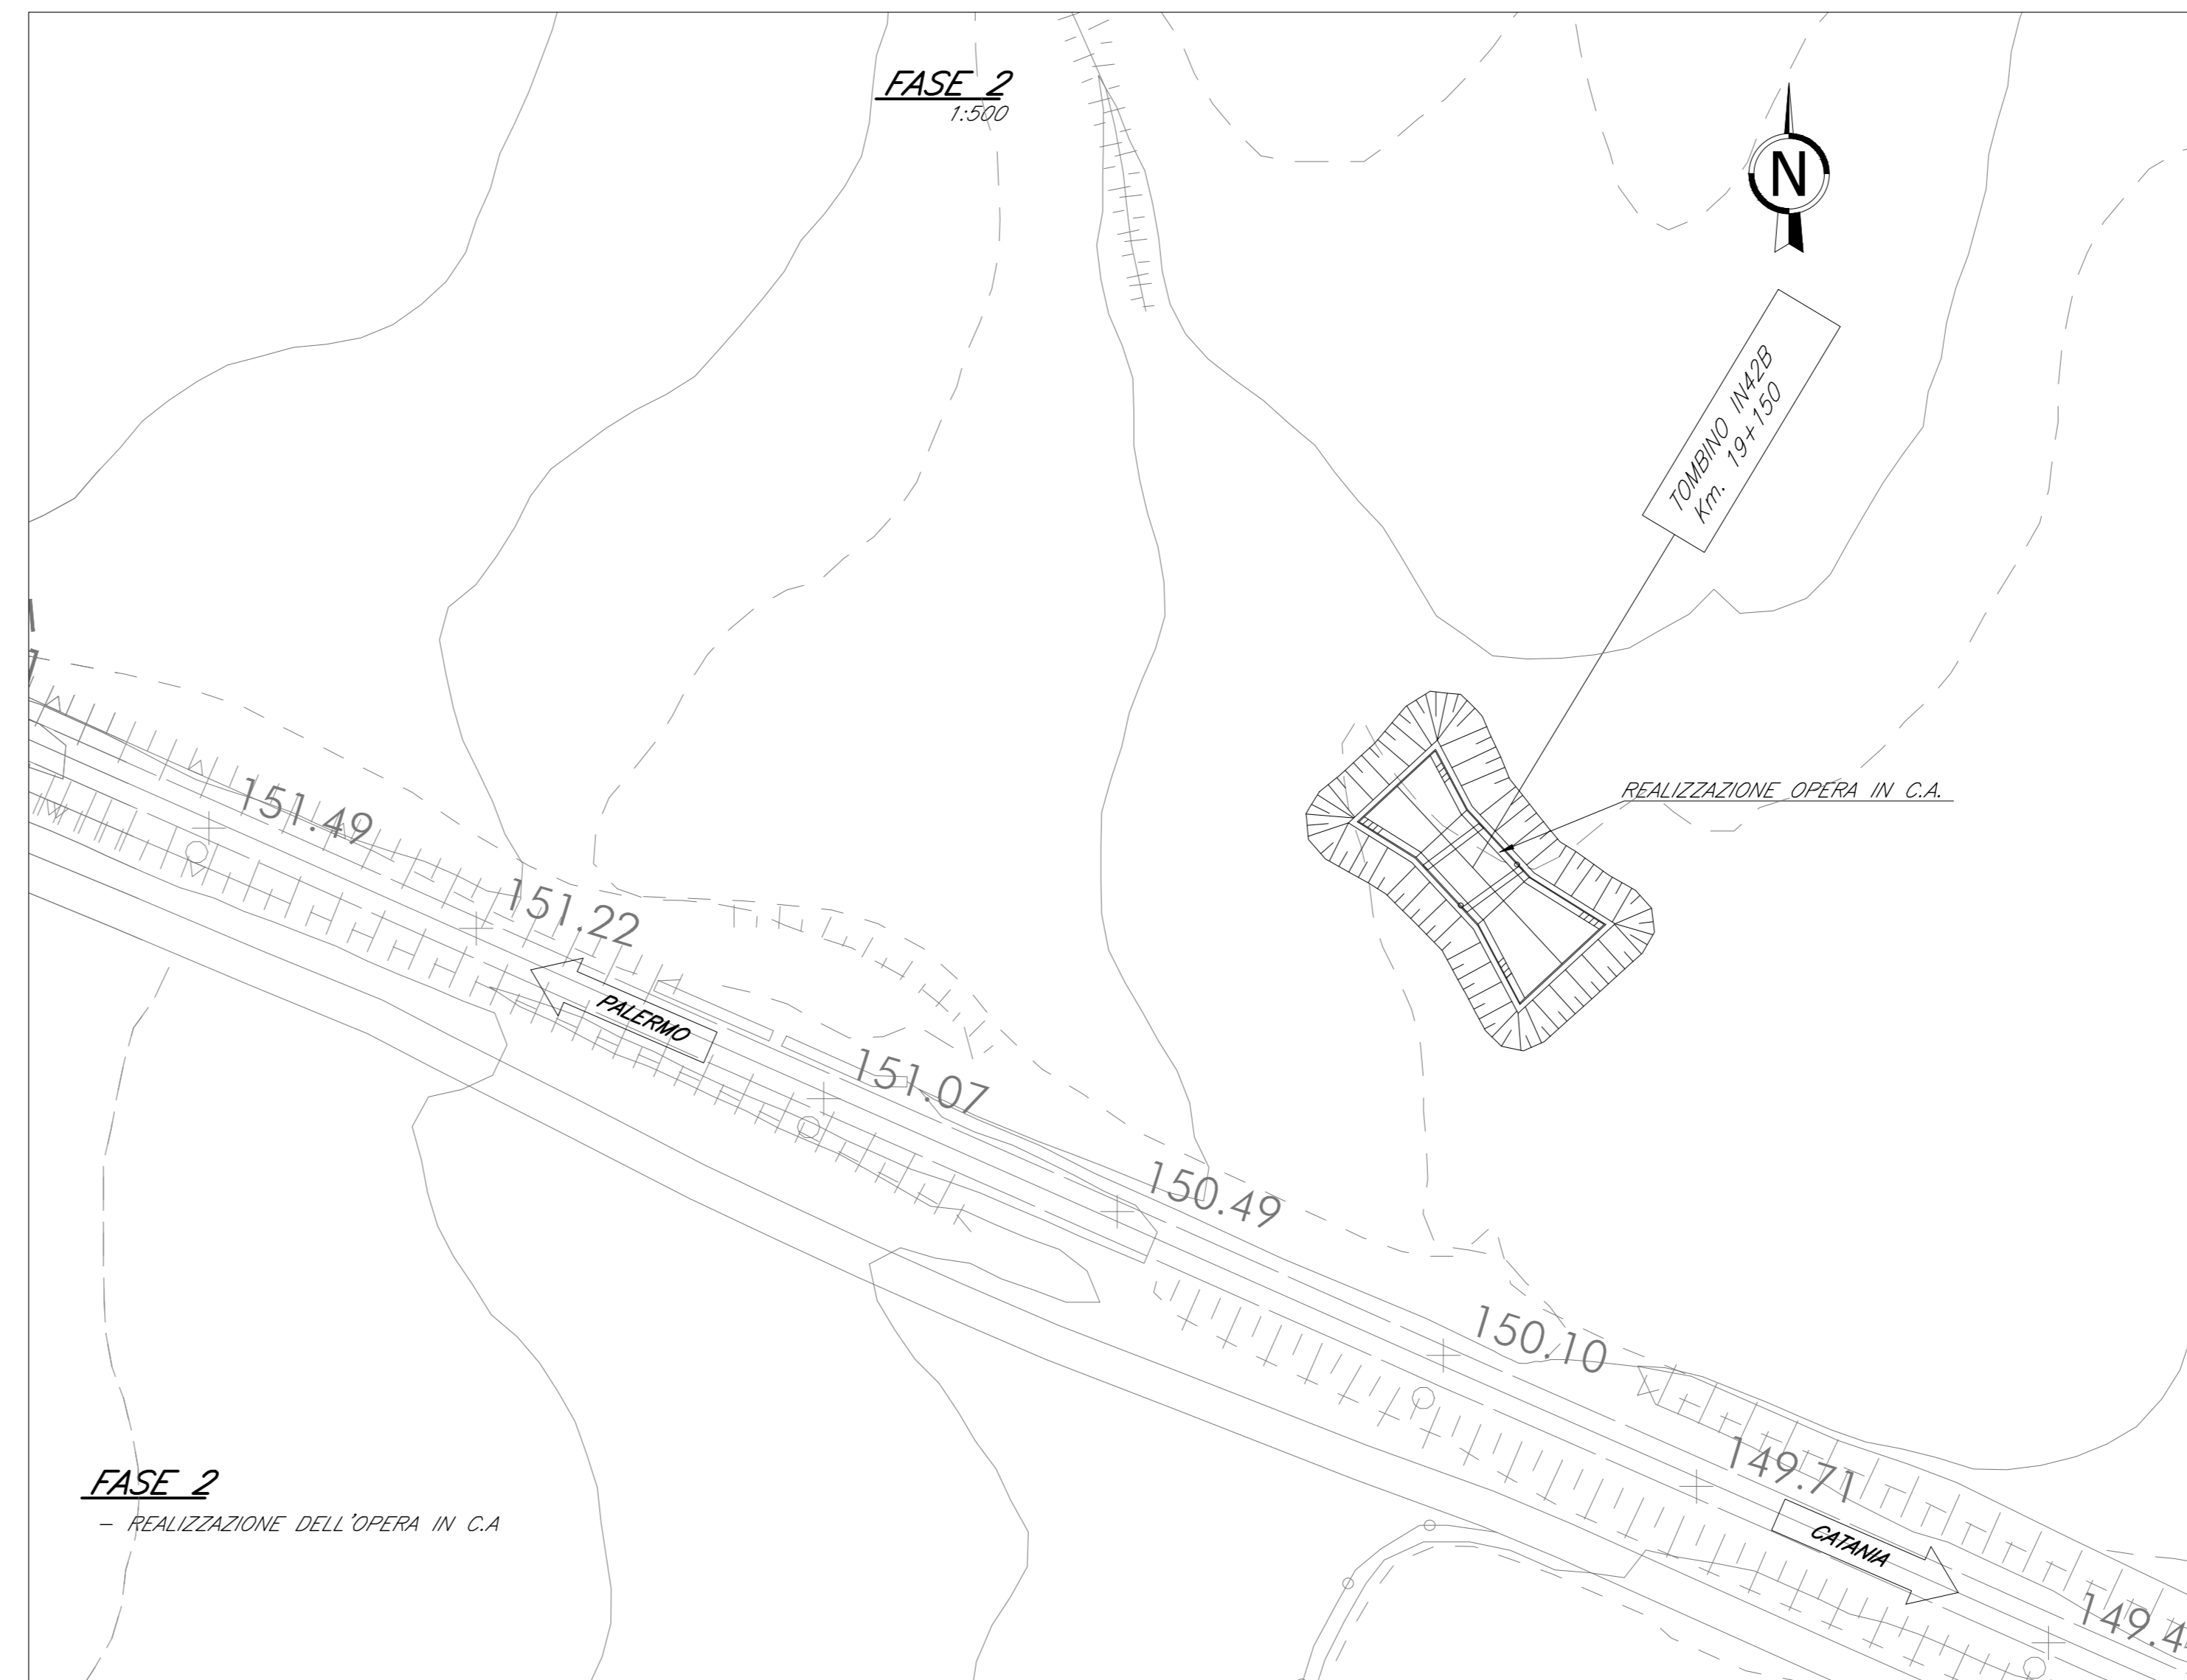 FASE 2
1:500
N
TOMBINO IN42B
Km. 19+150
REALIZZAZIONE OPERA IN C.A.
151.49
151.22
PALERMO
151.07
150.49
150.10
149.71
CATANIA
FASE 2
- REALIZZAZIONE DELL'OPERA IN C.A